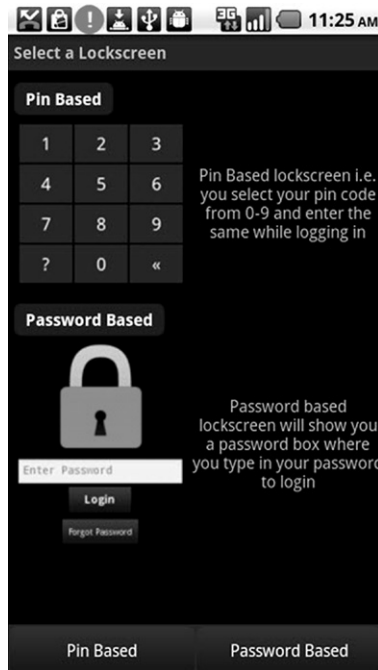 3G 11:25 AM
Select a Lockscreen
Pin Based
1 2 3
4 5 6
7 8 9
? 0 «
Pin Based lockscreen i.e.
you select your pin code
from 0-9 and enter the
same while logging in
Password Based
Enter Password
Login
Forgot Password
Password based
lockscreen will show you
a password box where
you type in your password
to login
Pin Based Password Based